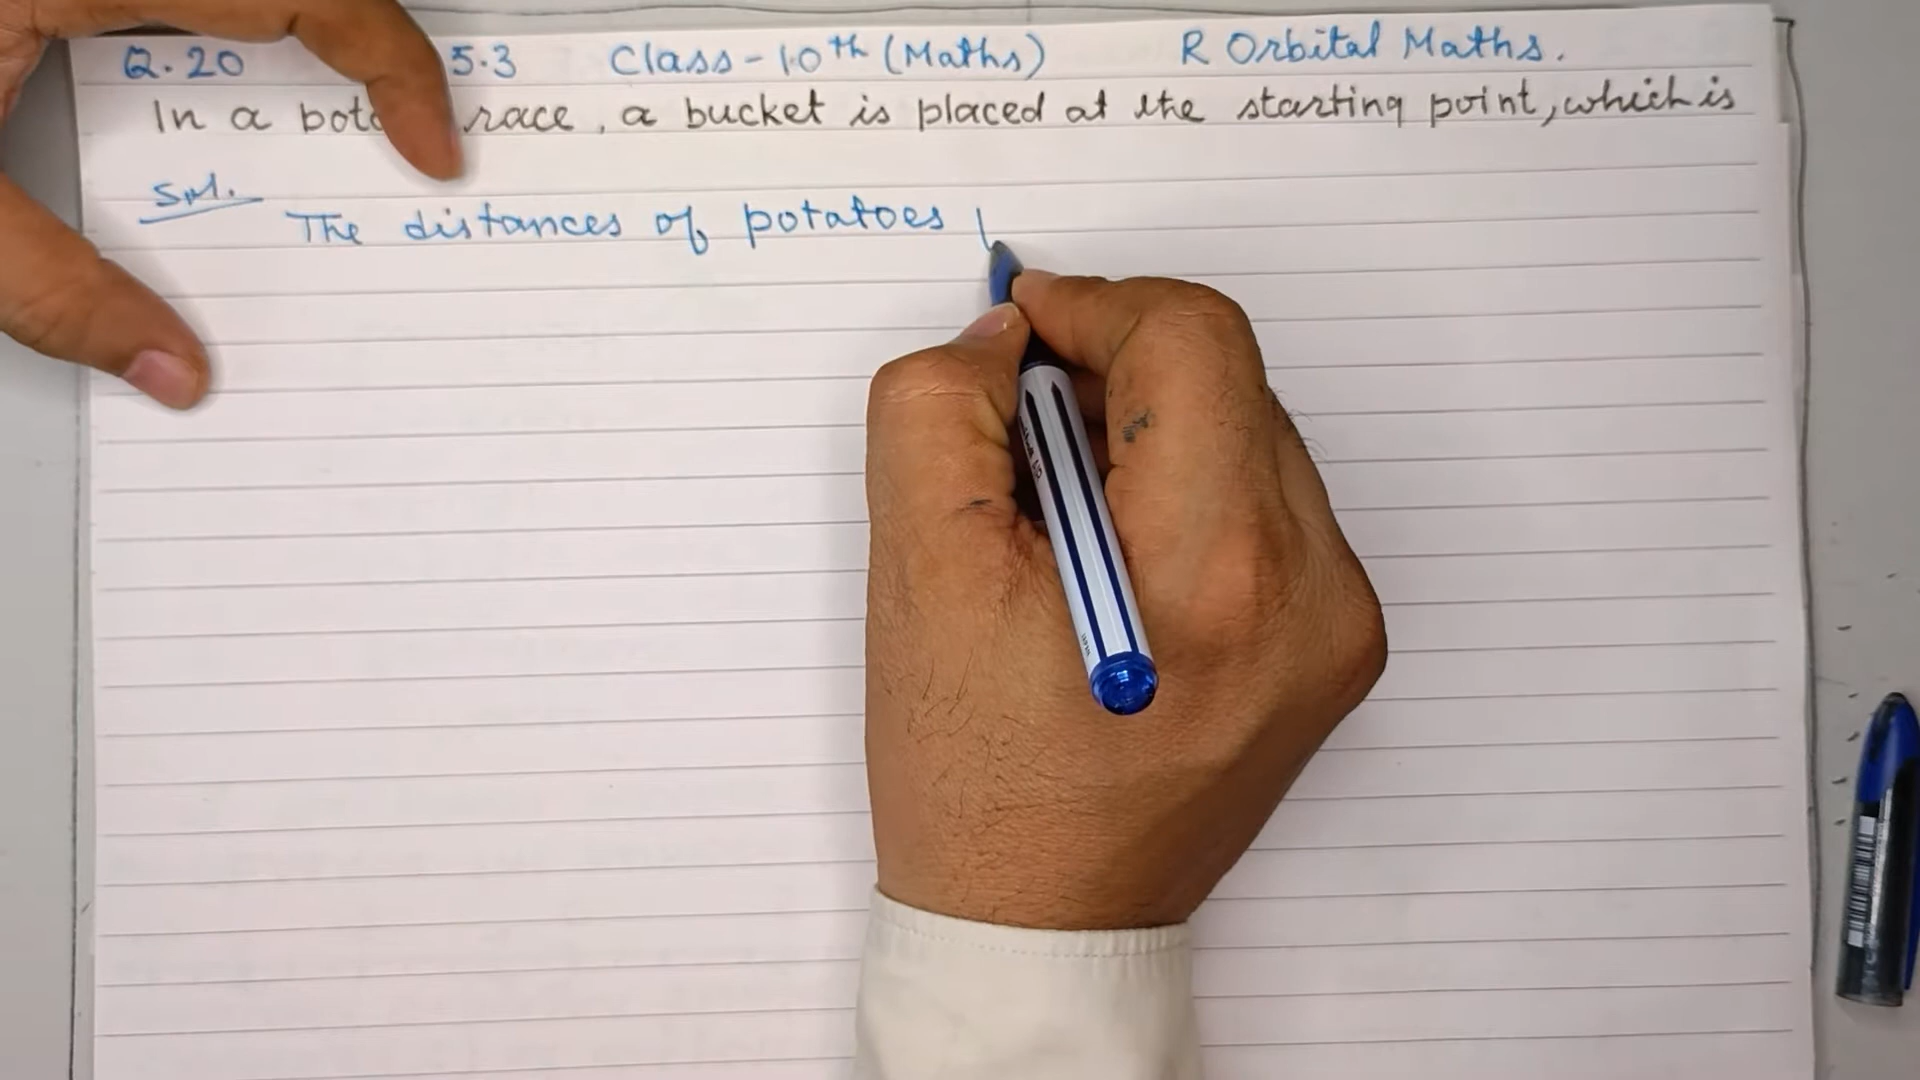 Q.20 5.3 Class-10th (Maths) R Orbital Maths.
In a race, a bucket is placed at the starting point, which is
Sol.
The distances of potatoes